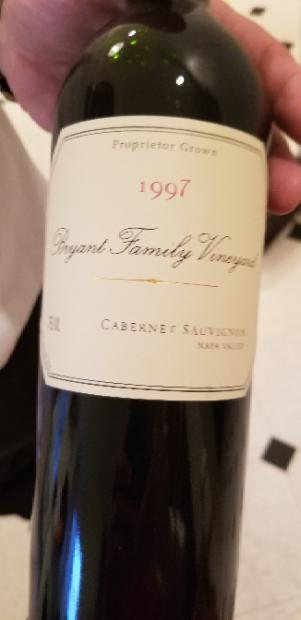 Proprietor Grown
1997
Bryant Family Vineyard
CABERNET SAUVIGNON
NAPA VALLEY